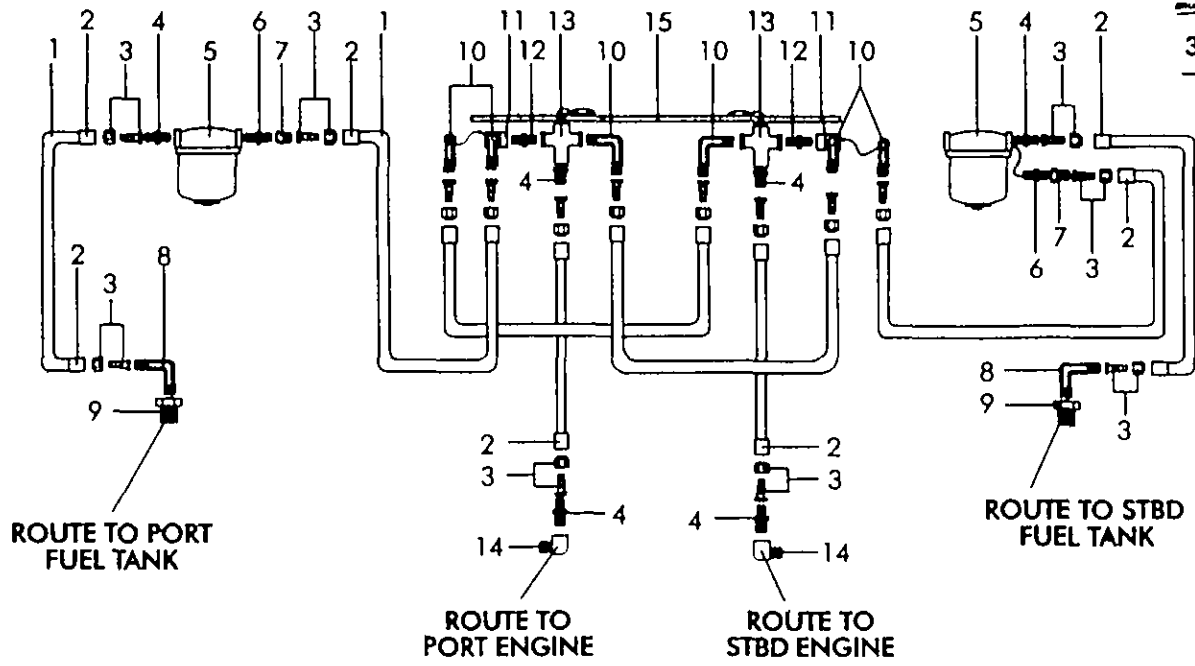 1 2 3 4 5 6 7 3 2 1 11 13 15 13 11 5 4 3 2
10 12 10 10 12 10
3
4 4
2 3 8
6 7 3 2
8
9 9
3
2 2
3 3
4 4
14 14
ROUTE TO PORT
FUEL TANK
ROUTE TO STBD
FUEL TANK
ROUTE TO
PORT ENGINE
ROUTE TO
STBD ENGINE